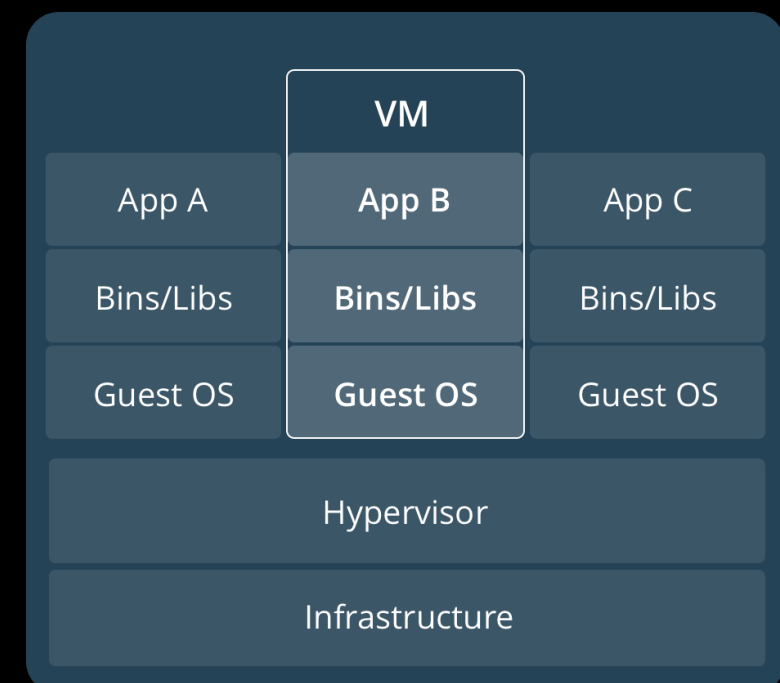 VM
App A
App B
App C
Bins/Libs
Bins/Libs
Bins/Libs
Guest OS
Guest OS
Guest OS
Hypervisor
Infrastructure